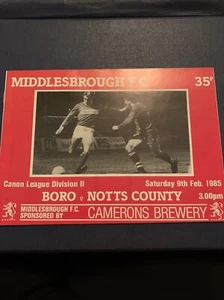 MIDDLESBROUGH F.C. 35P
Canon League Division II Saturday 9th Feb. 1985
BORO v NOTTS COUNTY 3.00pm
MIDDLESBROUGH F.C.
SPONSORED BY CAMERONS BREWERY